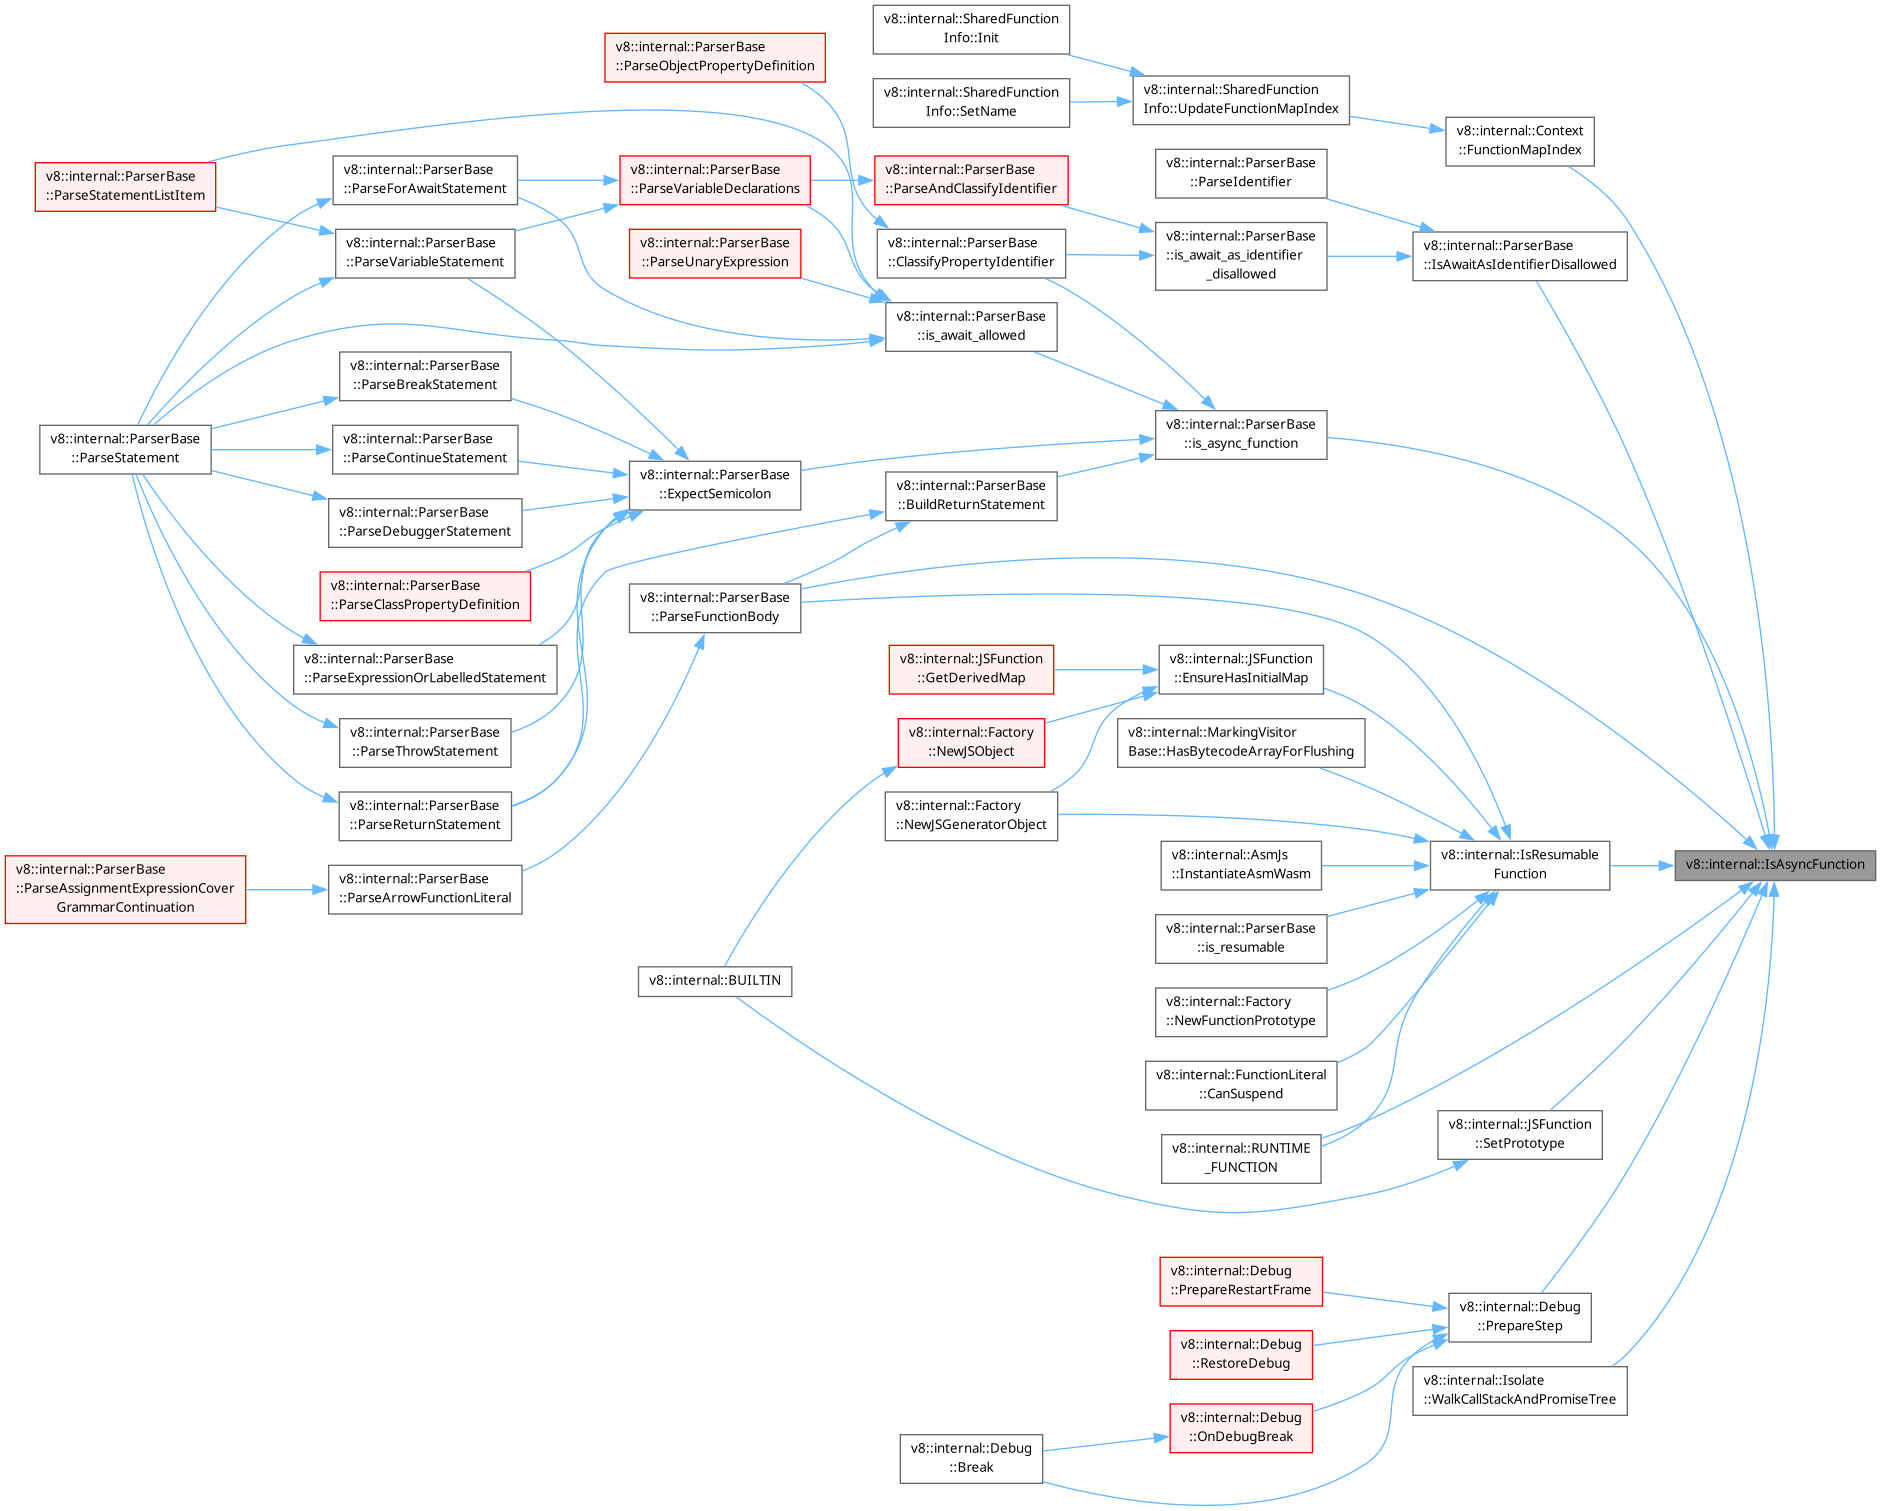 v8::internal::SharedFunction
Info::Init
v8::internal::ParserBase
::ParseObjectPropertyDefinition
v8::internal::SharedFunction
Info::SetName
v8::internal::SharedFunction
Info::UpdateFunctionMapIndex
v8::internal::Context
::FunctionMapIndex
v8::internal::ParserBase
::ParseStatementListItem
v8::internal::ParserBase
::ParseForAwaitStatement
v8::internal::ParserBase
::ParseVariableDeclarations
v8::internal::ParserBase
::ParseAndClassifyIdentifier
v8::internal::ParserBase
::ParseIdentifier
v8::internal::ParserBase
::ParseVariableStatement
v8::internal::ParserBase
::ParseUnaryExpression
v8::internal::ParserBase
::ClassifyPropertyIdentifier
v8::internal::ParserBase
::is_await_as_identifier
_disallowed
v8::internal::ParserBase
::IsAwaitAsIdentifierDisallowed
v8::internal::ParserBase
::is_await_allowed
v8::internal::ParserBase
::ParseBreakStatement
v8::internal::ParserBase
::ParseStatement
v8::internal::ParserBase
::ParseContinueStatement
v8::internal::ParserBase
::is_async_function
v8::internal::ParserBase
::ExpectSemicolon
v8::internal::ParserBase
::BuildReturnStatement
v8::internal::ParserBase
::ParseDebuggerStatement
v8::internal::ParserBase
::ParseClassPropertyDefinition
v8::internal::ParserBase
::ParseFunctionBody
v8::internal::ParserBase
::ParseExpressionOrLabelledStatement
v8::internal::JSFunction
::GetDerivedMap
v8::internal::JSFunction
::EnsureHasInitialMap
v8::internal::ParserBase
::ParseThrowStatement
v8::internal::Factory
::NewJSObject
v8::internal::MarkingVisitor
Base::HasBytecodeArrayForFlushing
v8::internal::ParserBase
::ParseReturnStatement
v8::internal::Factory
::NewJSGeneratorObject
v8::internal::ParserBase
::ParseAssignmentExpressionCover
GrammarContinuation
v8::internal::ParserBase
::ParseArrowFunctionLiteral
v8::internal::AsmJs
::InstantiateAsmWasm
v8::internal::IsResumable
Function
v8::internal::IsAsyncFunction
v8::internal::ParserBase
::is_resumable
v8::internal::BUILTIN
v8::internal::Factory
::NewFunctionPrototype
v8::internal::FunctionLiteral
::CanSuspend
v8::internal::RUNTIME
_FUNCTION
v8::internal::JSFunction
::SetPrototype
v8::internal::Debug
::PrepareRestartFrame
v8::internal::Debug
::PrepareStep
v8::internal::Debug
::RestoreDebug
v8::internal::Isolate
::WalkCallStackAndPromiseTree
v8::internal::Debug
::OnDebugBreak
v8::internal::Debug
::Break